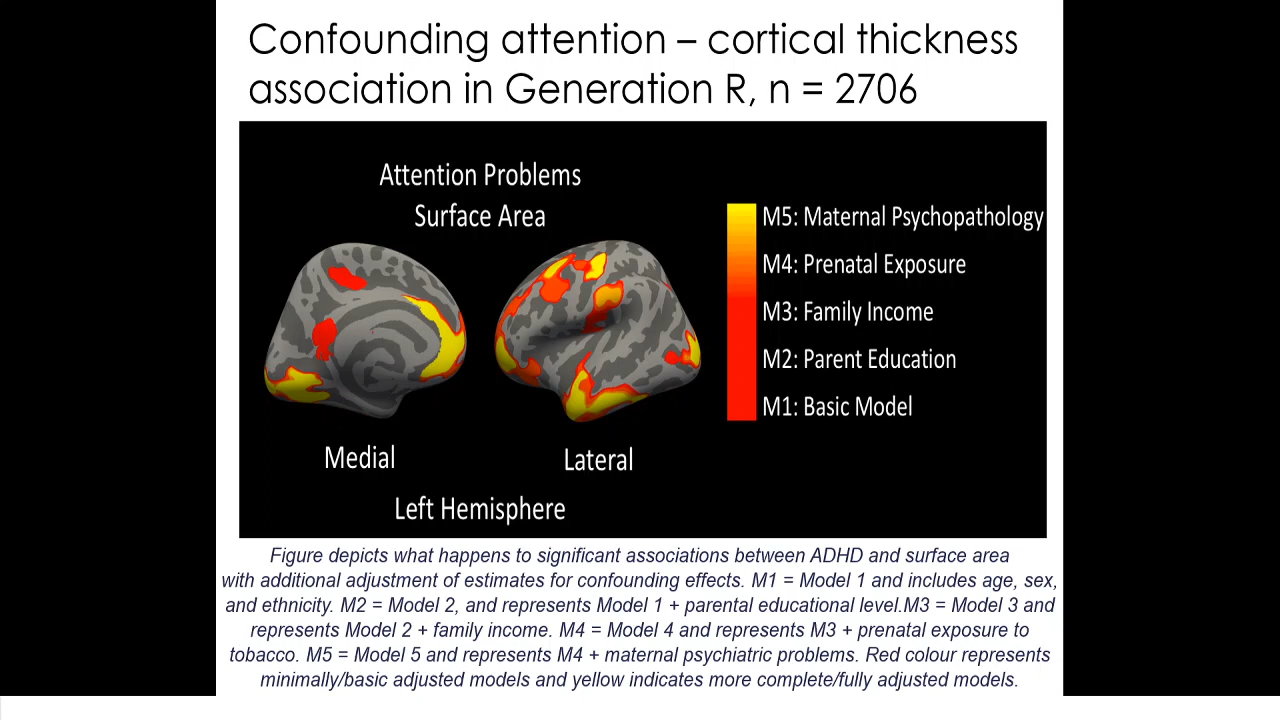 Confounding attention – cortical thickness
association in Generation R, n = 2706
Attention Problems
Surface Area
M5: Maternal Psychopathology
M4: Prenatal Exposure
M3: Family Income
M2: Parent Education
M1: Basic Model
Medial
Lateral
Left Hemisphere
Figure depicts what happens to significant associations between ADHD and surface area
with additional adjustment of estimates for confounding effects. M1 = Model 1 and includes age, sex,
and ethnicity. M2 = Model 2, and represents Model 1 + parental educational level.M3 = Model 3 and
represents Model 2 + family income. M4 = Model 4 and represents M3 + prenatal exposure to
tobacco. M5 = Model 5 and represents M4 + maternal psychiatric problems. Red colour represents
minimally/basic adjusted models and yellow indicates more complete/fully adjusted models.